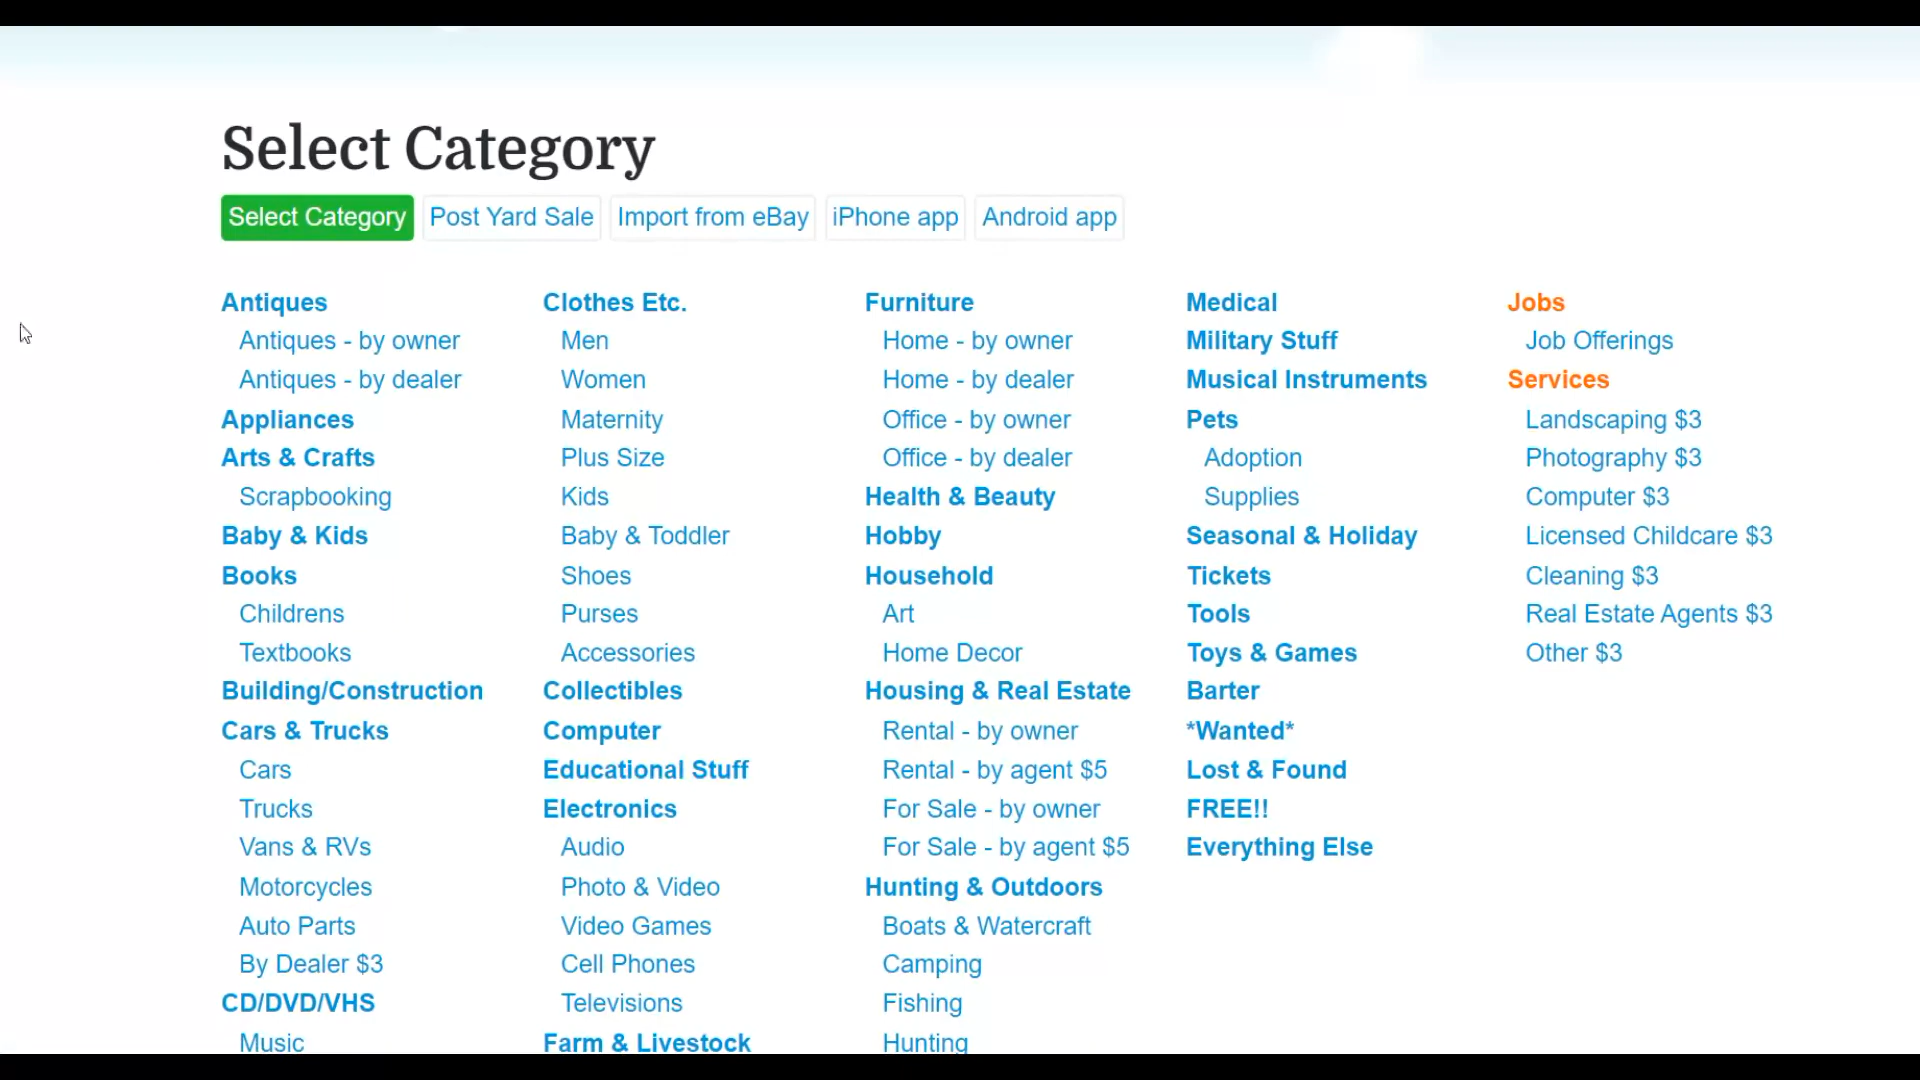 Select Category
Select Category
Post Yard Sale
Import from eBay
iPhone app
Android app
Antiques
Antiques - by owner
Antiques - by dealer
Appliances
Arts & Crafts
Scrapbooking
Baby & Kids
Books
Childrens
Textbooks
Building/Construction
Cars & Trucks
Cars
Trucks
Vans & RVs
Motorcycles
Auto Parts
By Dealer $3
CD/DVD/VHS
Music
Clothes Etc.
Men
Women
Maternity
Plus Size
Kids
Baby & Toddler
Shoes
Purses
Accessories
Collectibles
Computer
Educational Stuff
Electronics
Audio
Photo & Video
Video Games
Cell Phones
Televisions
Farm & Livestock
Furniture
Home - by owner
Home - by dealer
Office - by owner
Office - by dealer
Health & Beauty
Hobby
Household
Art
Home Decor
Housing & Real Estate
Rental - by owner
Rental - by agent $5
For Sale - by owner
For Sale - by agent $5
Hunting & Outdoors
Boats & Watercraft
Camping
Fishing
Hunting
Medical
Military Stuff
Musical Instruments
Pets
Adoption
Supplies
Seasonal & Holiday
Tickets
Tools
Toys & Games
Barter
*Wanted*
Lost & Found
FREE!!
Everything Else
Jobs
Job Offerings
Services
Landscaping $3
Photography $3
Computer $3
Licensed Childcare $3
Cleaning $3
Real Estate Agents $3
Other $3